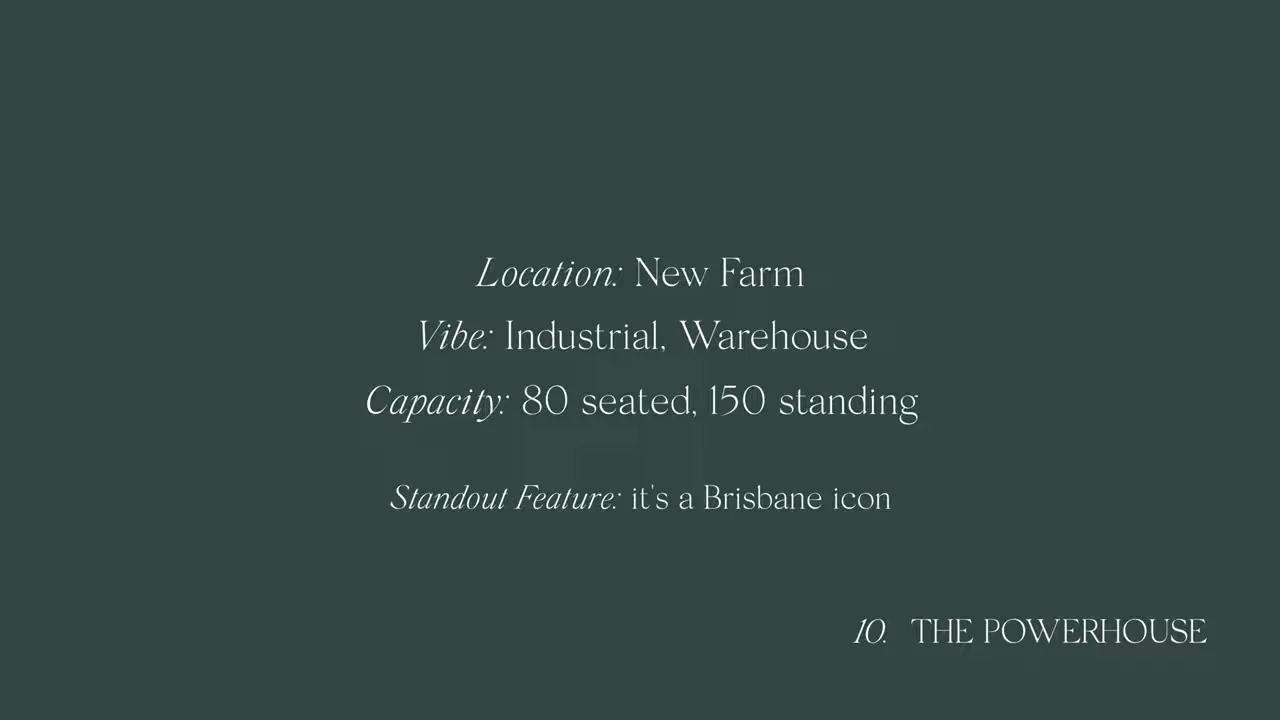 Location: New Farm
Vibe: Industrial, Warehouse
Capacity: 80 seated, 150 standing
Standout Feature: it's a Brisbane icon
10. THE POWERHOUSE